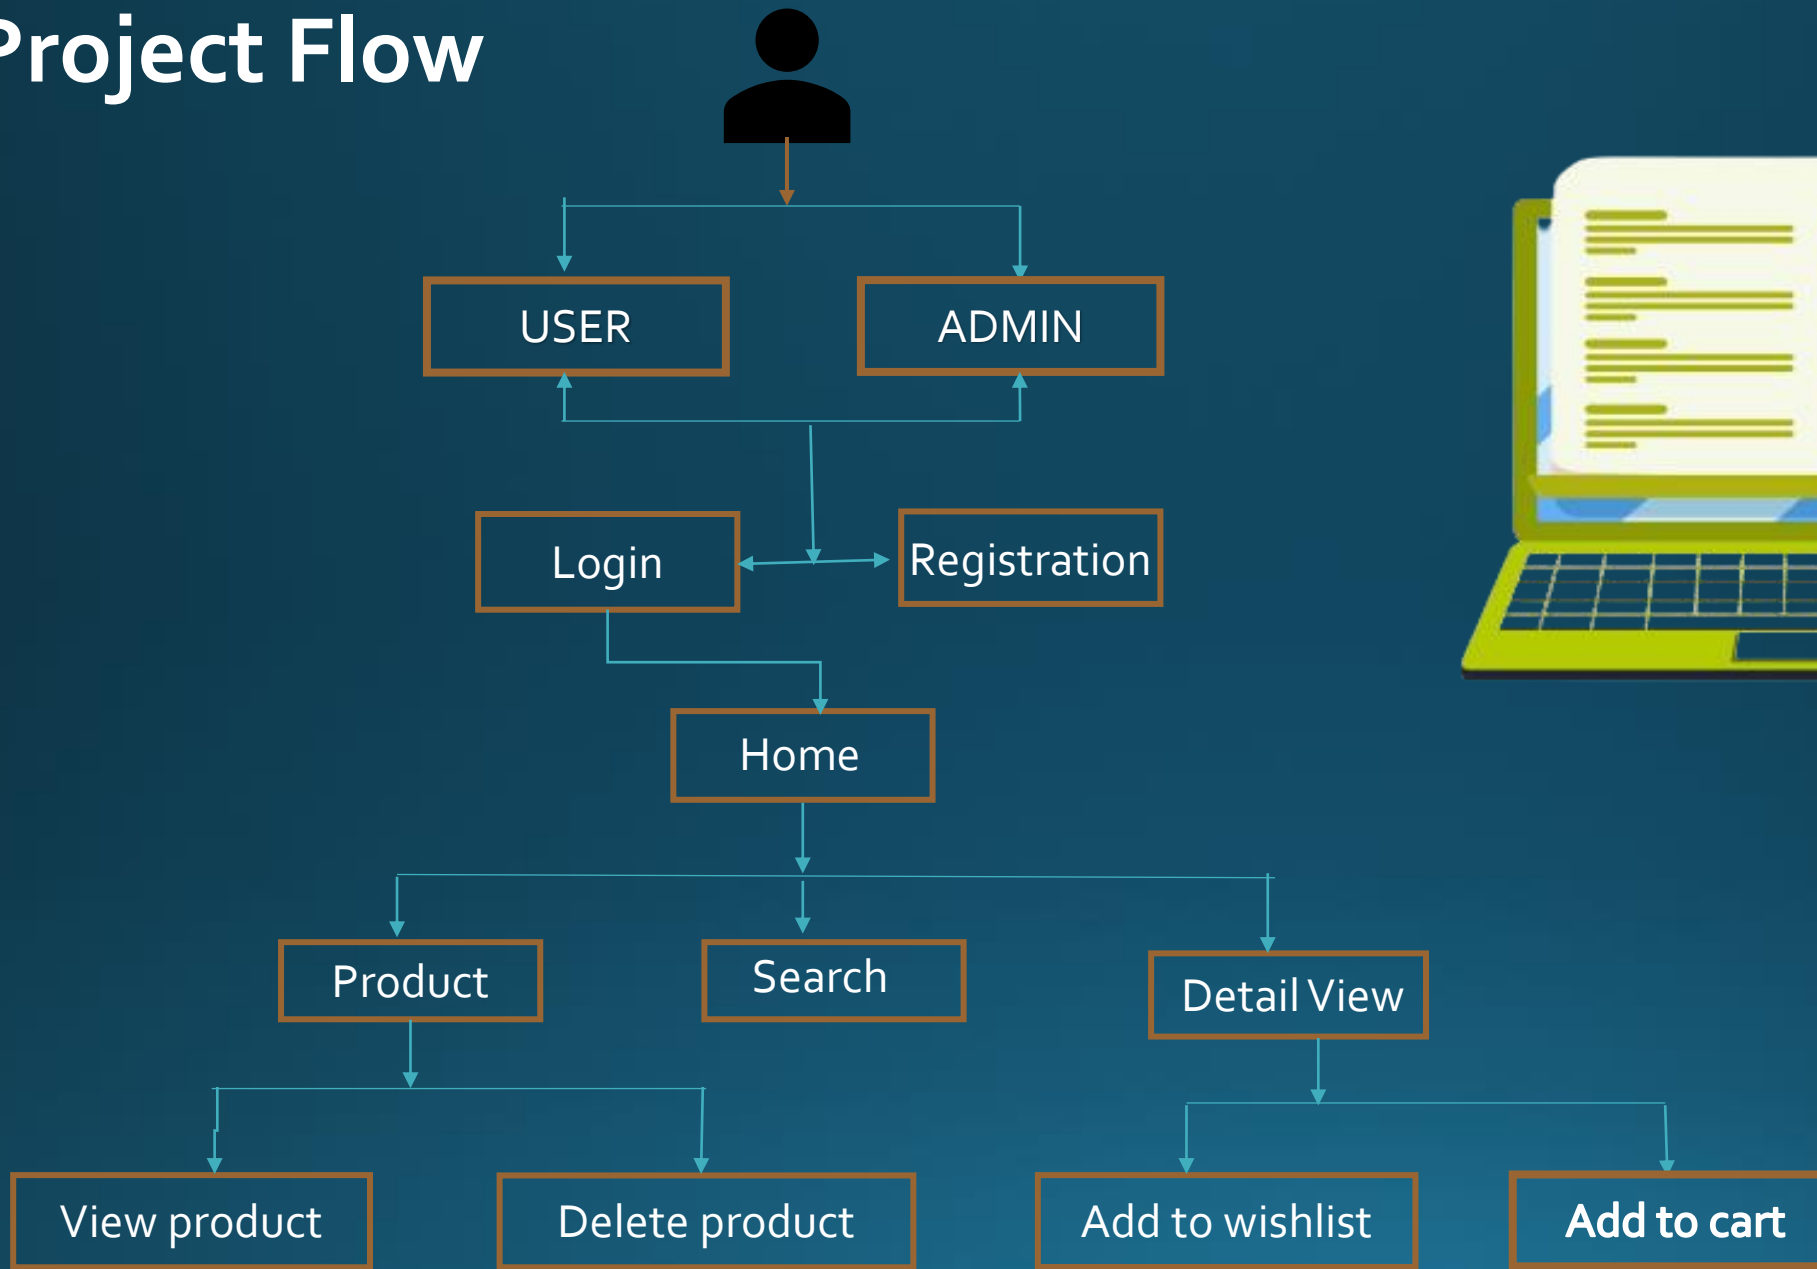 Project Flow
USER
ADMIN
Login
Registration
Home
Product
Search
Detail View
View product
Delete product
Add to wishlist
Add to cart